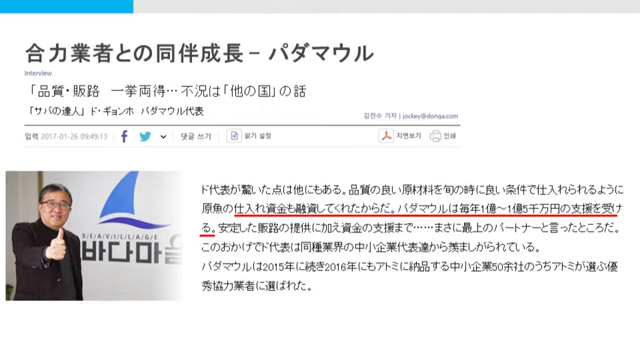 合力業者との同伴成長－パダマウル
Interview
「品質・販路 一挙両得… 不況は「他の国」の話
「サバの達人」 ド・ギョンホ パダマウル代表
김진수 기자 | jockey@donga.com
입력 2017-01-26 09:49:13
댓글 쓰기
읽기 설정
지면보기
인쇄
SEAVILLAGE
바다마을
ド代表が驚いた点は他にもある。品質の良い原材料を旬の時に良い条件で仕入れられるように
原魚の仕入れ資金も融資してくれたからだ。パダマウルは毎年1億～1億5千万円の支援を受け
る。安定した販路の提供に加え資金の支援まで……まさに最上のパートナーと言ったところだ。
このおかげでド代表は同種業界の中小企業代表達から羨ましがられている。
パダマウルは2015年に続き2016年にもアトミに納品する中小企業50余社のうちアトミが選ぶ優
秀協力業者に選ばれた。